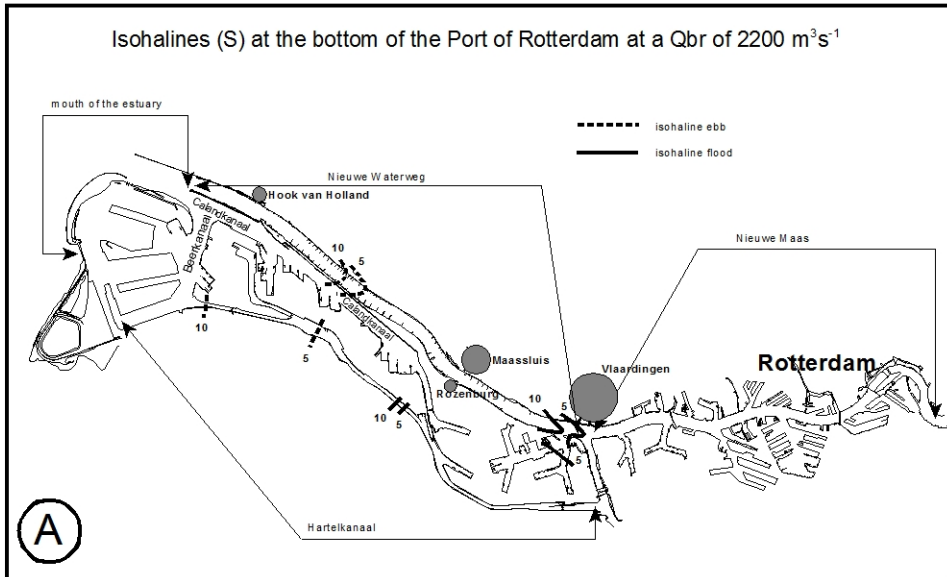 Isohalines (S) at the bottom of the Port of Rotterdam at a Qbr of 2200 m³s⁻¹
mouth of the estuary
isohaline ebb
isohaline flood
Nieuwe Waterweg
Hook van Holland
Nieuwe Maas
Calandkanaal
Beerkanaal
10
5
Calandkanaal
10
5
Maassluis
Vlaardingen
Rotterdam
Rozenburg
10
5
10
5
5
Hartelkanaal
A